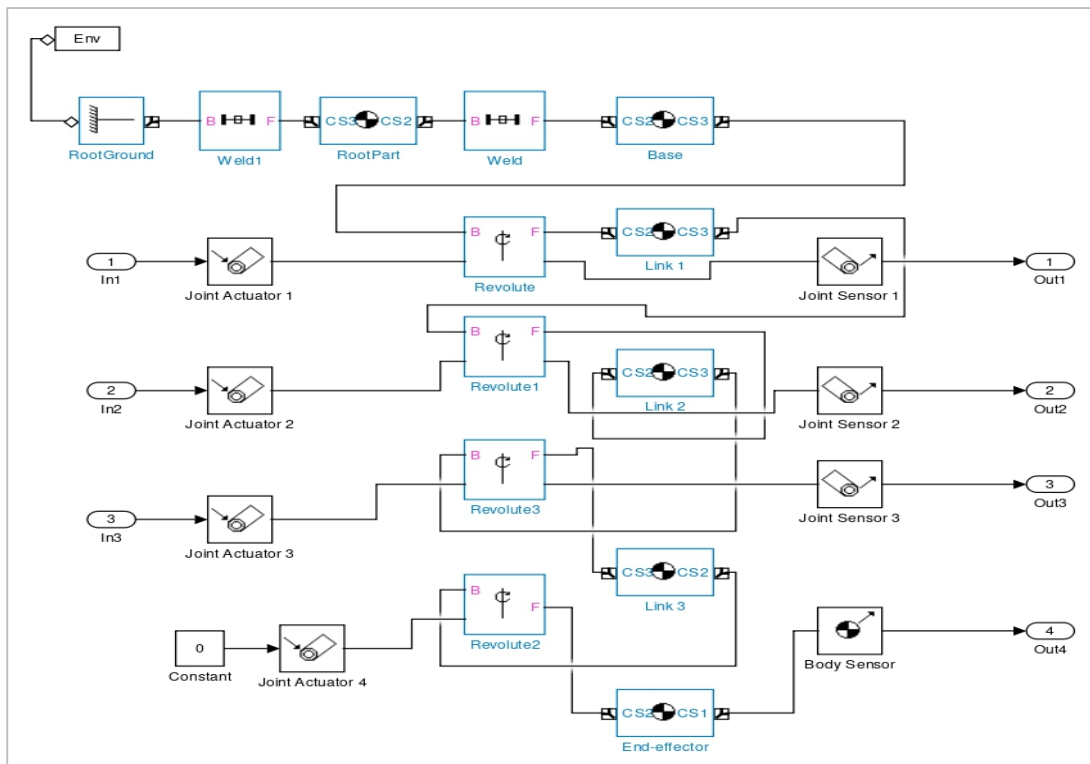 Env
B F CS3 CS2 B F CS2 CS3
RootGround Weld1 RootPart Weld Base
B F CS2 CS3
1 Link 1 1
In1 Joint Actuator 1 Revolute Joint Sensor 1 Out1
B F
CS2 CS3
2 Revolute1 Link 2 2
In2 Joint Actuator 2 Joint Sensor 2 Out2
B F
3
Revolute3 Out3
3 Joint Sensor 3
In3 Joint Actuator 3
CS3 CS2
B F Link 3
4
0 Revolute2 Out4
Constant Joint Actuator 4 Body Sensor
CS2 CS1
End-effector